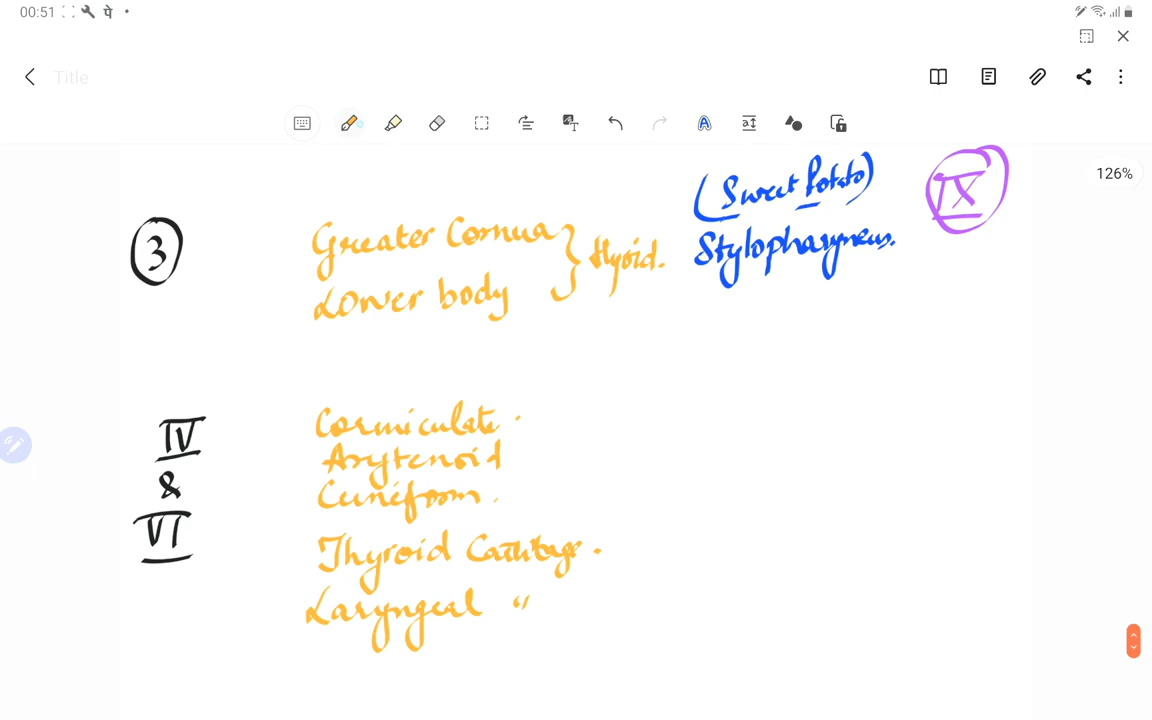 00:51 पे
Title
126%
(Sweet Potato) IX
3 Greater Cornua } Hyoid. Stylopharyneus.
Lower body
IV Corniculate.
Arytenoid
& Cuneiform.
VI Thyroid Cartilage.
Laryngeal "